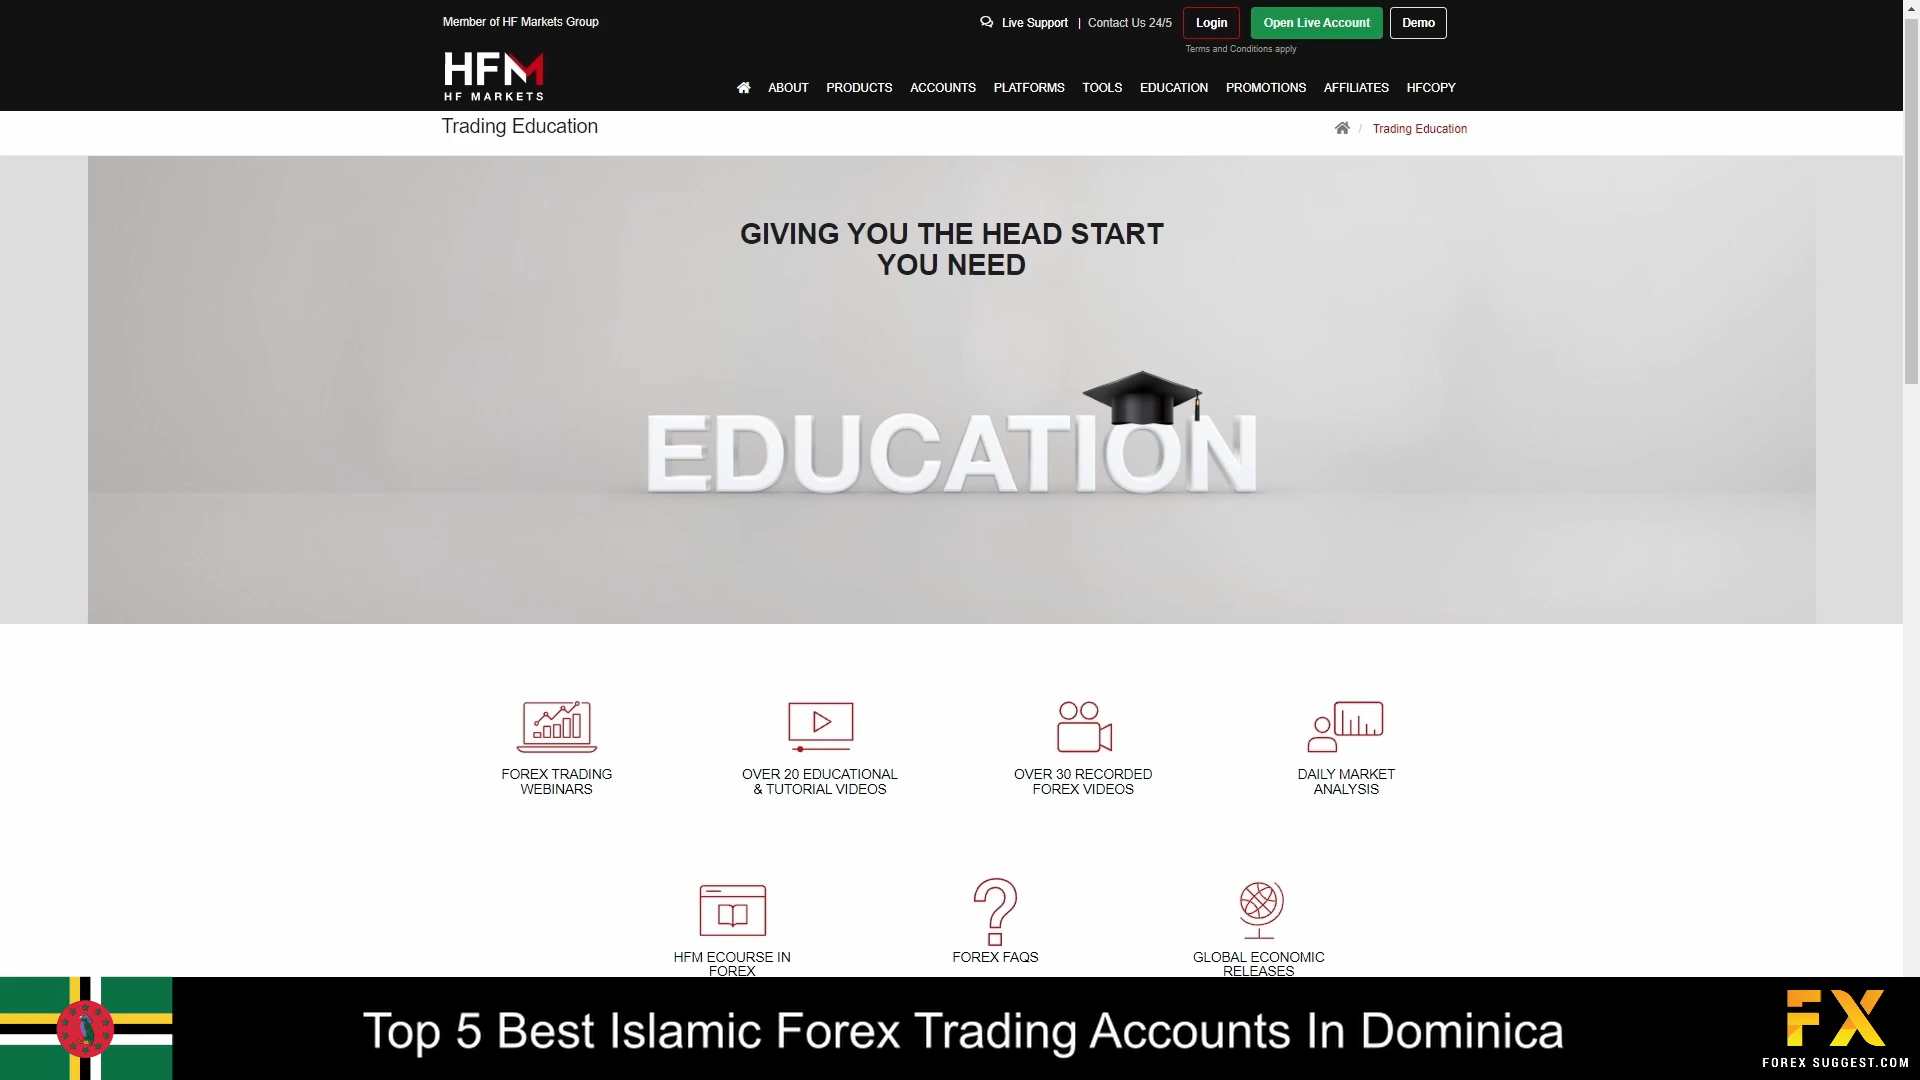 Member of HF Markets Group
Live Support | Contact Us 24/5 Login Open Live Account Demo
Terms and Conditions apply
HFM
HF MARKETS
ABOUT PRODUCTS ACCOUNTS PLATFORMS TOOLS EDUCATION PROMOTIONS AFFILIATES HFCOPY
Trading Education
/ Trading Education
GIVING YOU THE HEAD START
YOU NEED
EDUCATION
FOREX TRADING
WEBINARS
OVER 20 EDUCATIONAL
& TUTORIAL VIDEOS
OVER 30 RECORDED
FOREX VIDEOS
DAILY MARKET
ANALYSIS
HFM ECOURSE IN
FOREX
FOREX FAQS
GLOBAL ECONOMIC
RELEASES
Top 5 Best Islamic Forex Trading Accounts In Dominica
FX
FOREX SUGGEST.COM